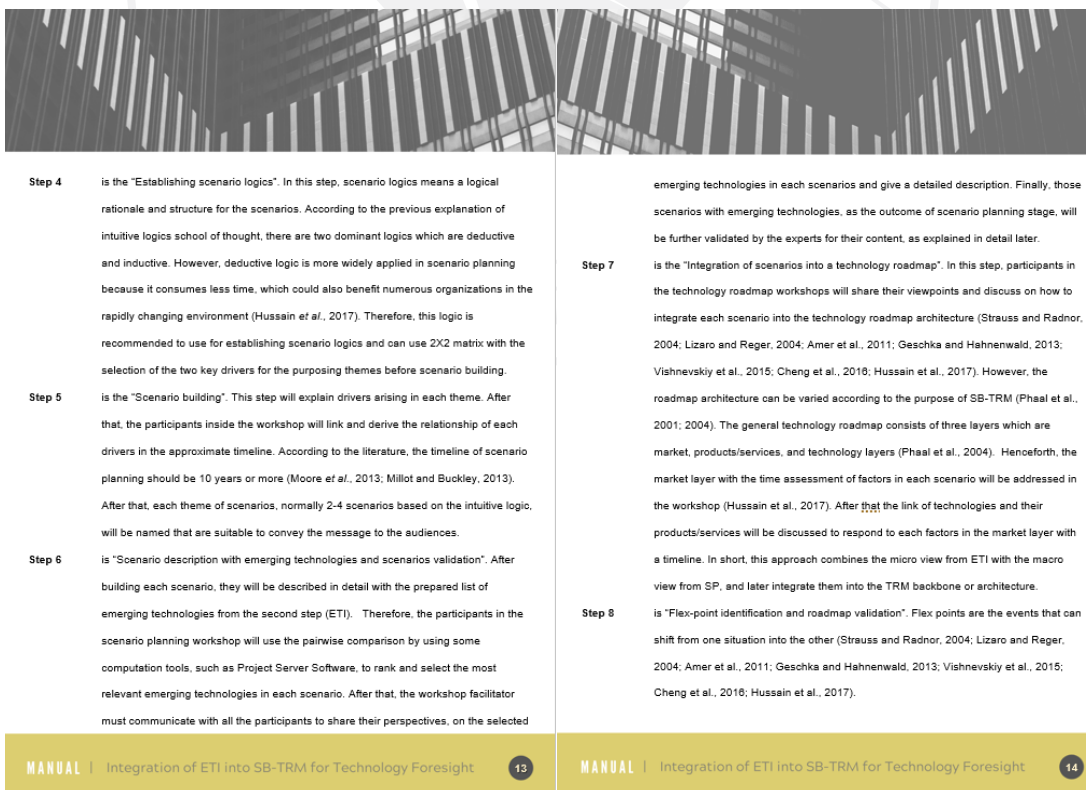 Step 4 is the “Establishing scenario logics”. In this step, scenario logics means a logical
rationale and structure for the scenarios. According to the previous explanation of
intuitive logics school of thought, there are two dominant logics which are deductive
and inductive. However, deductive logic is more widely applied in scenario planning
because it consumes less time, which could also benefit numerous organizations in the
rapidly changing environment (Hussain et al., 2017). Therefore, this logic is
recommended to use for establishing scenario logics and can use 2X2 matrix with the
selection of the two key drivers for the purposing themes before scenario building.
Step 5 is the “Scenario building”. This step will explain drivers arising in each theme. After
that, the participants inside the workshop will link and derive the relationship of each
drivers in the approximate timeline. According to the literature, the timeline of scenario
planning should be 10 years or more (Moore et al., 2013; Millot and Buckley, 2013).
After that, each theme of scenarios, normally 2-4 scenarios based on the intuitive logic,
will be named that are suitable to convey the message to the audiences.
Step 6 is “Scenario description with emerging technologies and scenarios validation”. After
building each scenario, they will be described in detail with the prepared list of
emerging technologies from the second step (ETI). Therefore, the participants in the
scenario planning workshop will use the pairwise comparison by using some
computation tools, such as Project Server Software, to rank and select the most
relevant emerging technologies in each scenario. After that, the workshop facilitator
must communicate with all the participants to share their perspectives, on the selected
MANUAL | Integration of ETI into SB-TRM for Technology Foresight 13
emerging technologies in each scenarios and give a detailed description. Finally, those
scenarios with emerging technologies, as the outcome of scenario planning stage, will
be further validated by the experts for their content, as explained in detail later.
Step 7 is the “Integration of scenarios into a technology roadmap”. In this step, participants in
the technology roadmap workshops will share their viewpoints and discuss on how to
integrate each scenario into the technology roadmap architecture (Strauss and Radnor,
2004; Lizaro and Reger, 2004; Amer et al., 2011; Geschka and Hahnenwald, 2013;
Vishnevskiy et al., 2015; Cheng et al., 2016; Hussain et al., 2017). However, the
roadmap architecture can be varied according to the purpose of SB-TRM (Phaal et al.,
2001; 2004). The general technology roadmap consists of three layers which are
market, products/services, and technology layers (Phaal et al., 2004). Henceforth, the
market layer with the time assessment of factors in each scenario will be addressed in
the workshop (Hussain et al., 2017). After that the link of technologies and their
products/services will be discussed to respond to each factors in the market layer with
a timeline. In short, this approach combines the micro view from ETI with the macro
view from SP, and later integrate them into the TRM backbone or architecture.
Step 8 is “Flex-point identification and roadmap validation”. Flex points are the events that can
shift from one situation into the other (Strauss and Radnor, 2004; Lizaro and Reger,
2004; Amer et al., 2011; Geschka and Hahnenwald, 2013; Vishnevskiy et al., 2015;
Cheng et al., 2016; Hussain et al., 2017).
MANUAL | Integration of ETI into SB-TRM for Technology Foresight 14